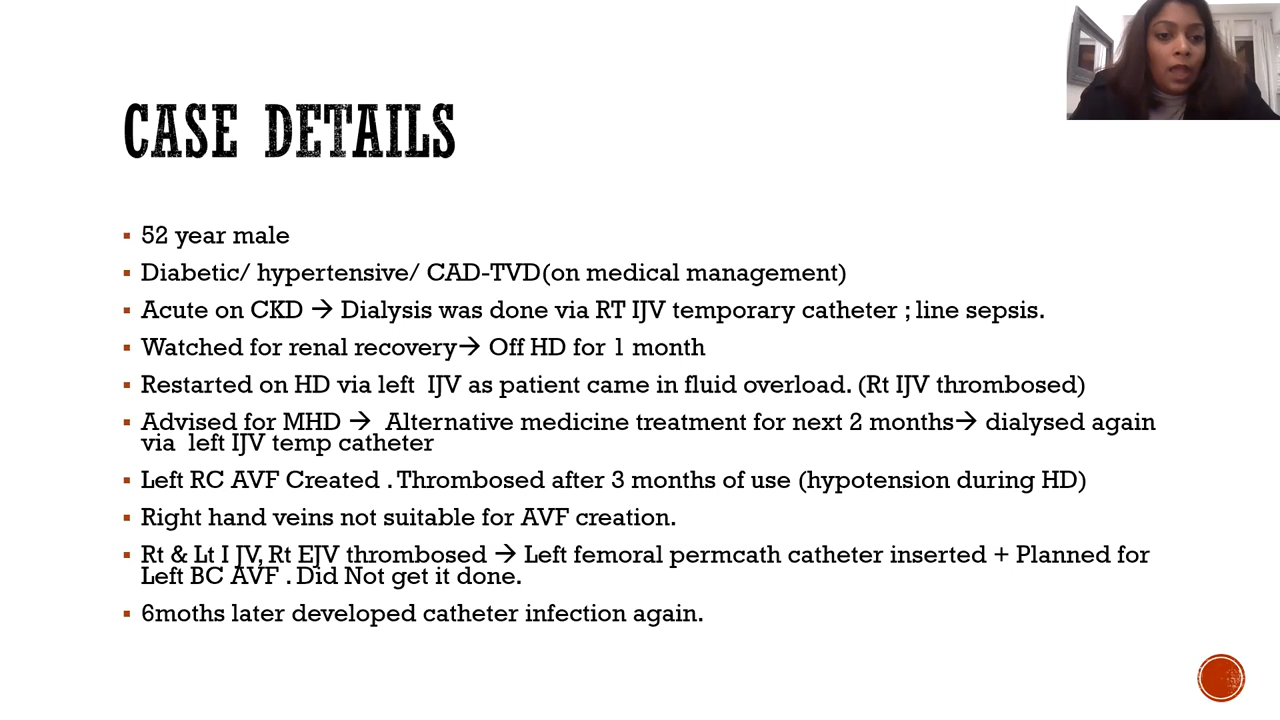 CASE DETAILS
52 year male
Diabetic/ hypertensive/ CAD-TVD(on medical management)
Acute on CKD → Dialysis was done via RT IJV temporary catheter ; line sepsis.
Watched for renal recovery→ Off HD for 1 month
Restarted on HD via left IJV as patient came in fluid overload. (Rt IJV thrombosed)
Advised for MHD → Alternative medicine treatment for next 2 months→ dialysed again
via left IJV temp catheter
Left RC AVF Created . Thrombosed after 3 months of use (hypotension during HD)
Right hand veins not suitable for AVF creation.
Rt & Lt I JV, Rt EJV thrombosed → Left femoral permcath catheter inserted + Planned for
Left BC AVF . Did Not get it done.
6moths later developed catheter infection again.